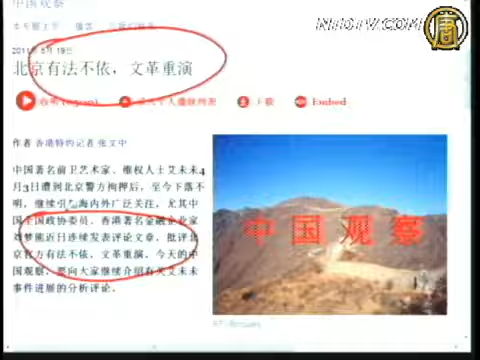 中国观察
NTDTV.COM
唐
2011年 5月 19日
北京有法不依，文革重演
下载
Embed
作者 香港特约记者 张文中
中国著名前卫艺术家、维权人士艾未未4
月3日遭到北京警方拘押后，至今下落不
明，继续引起海内外广泛关注，尤其中
国全国政协委员、香港著名金融企业家
刘梦熊近日连续发表评论文章，批评北
京官方有法不依、文革重演。今天的中
国观察，要向大家继续介绍有关艾未未
事件进展的分析评论。
中国观察